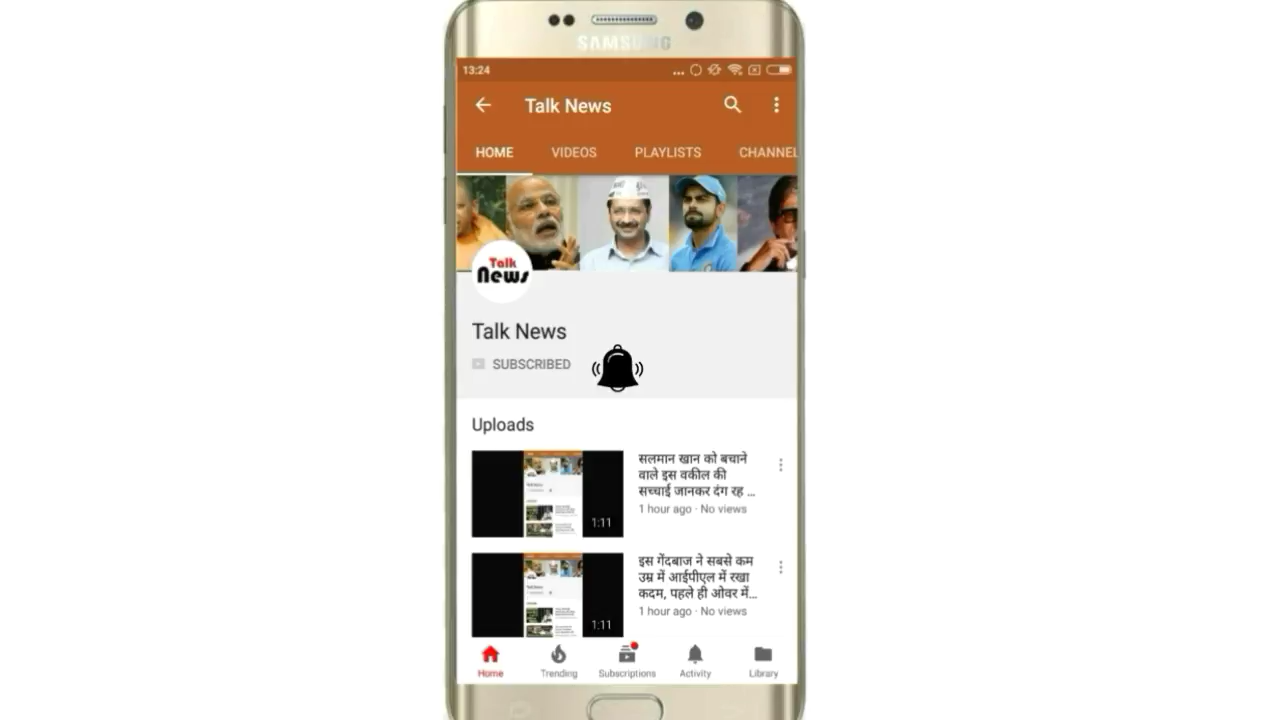 SAMSUNG
13:24
Talk News
HOME VIDEOS PLAYLISTS CHANNEL
Talk
News
Talk News
SUBSCRIBED
Uploads
सलमान खान को बचाने
वाले इस वकील की
सच्चाई जानकर दंग रह ...
1 hour ago · No views
1:11
इस गेंदबाज ने सबसे कम
उम्र में आईपीएल में रखा
कदम, पहले ही ओवर में...
1 hour ago · No views
1:11
Home Trending Subscriptions Activity Library